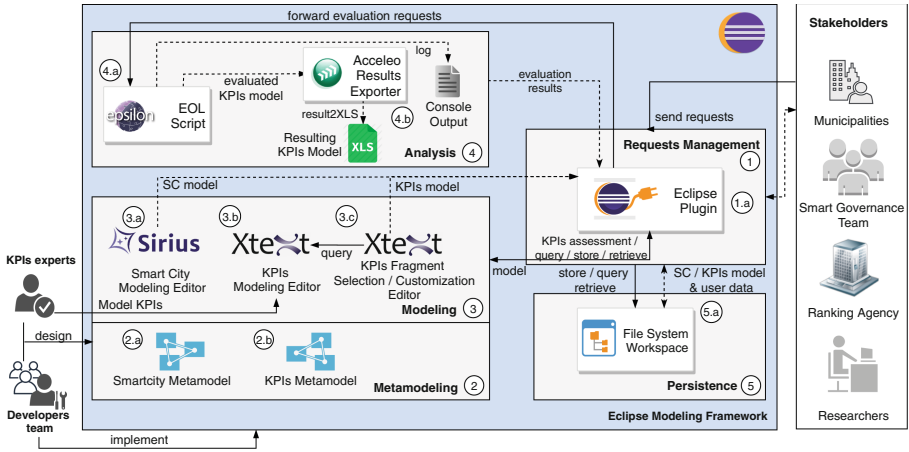 forward evaluation requests
Stakeholders
4.a
log
Acceleo
Results
Exporter
evaluated
KPIs model
epsilon
EOL
Script
4.b
Console
Output
result2XLS
Resulting
KPIs Model
XLS
Analysis
4
evaluation
results
send requests
Municipalities
Requests Management
1
1.a
Eclipse
Plugin
Smart Governance
Team
SC model
KPIs model
3.a
3.b
3.c
Sirius
Xtext
query
Xtext
Smart City
Modeling Editor
KPIs
Modeling Editor
KPIs Fragment
Selection / Customization
Editor
Modeling
3
KPIs assessment /
query / store / retrieve
model
store / query
retrieve
SC / KPIs model
& user data
KPIs experts
Model KPIs
design
Ranking Agency
5.a
File System
Workspace
Persistence
5
2.a
2.b
Smartcity Metamodel
KPIs Metamodel
Metamodeling
2
Developers
team
implement
Eclipse Modeling Framework
Researchers